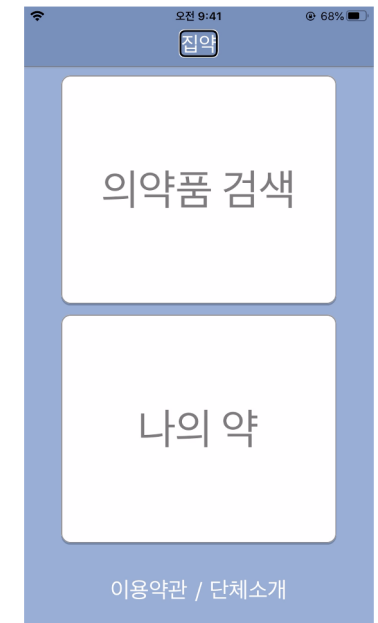 오전 9:41
68%
집약
의약품 검색
나의 약
이용약관 / 단체소개